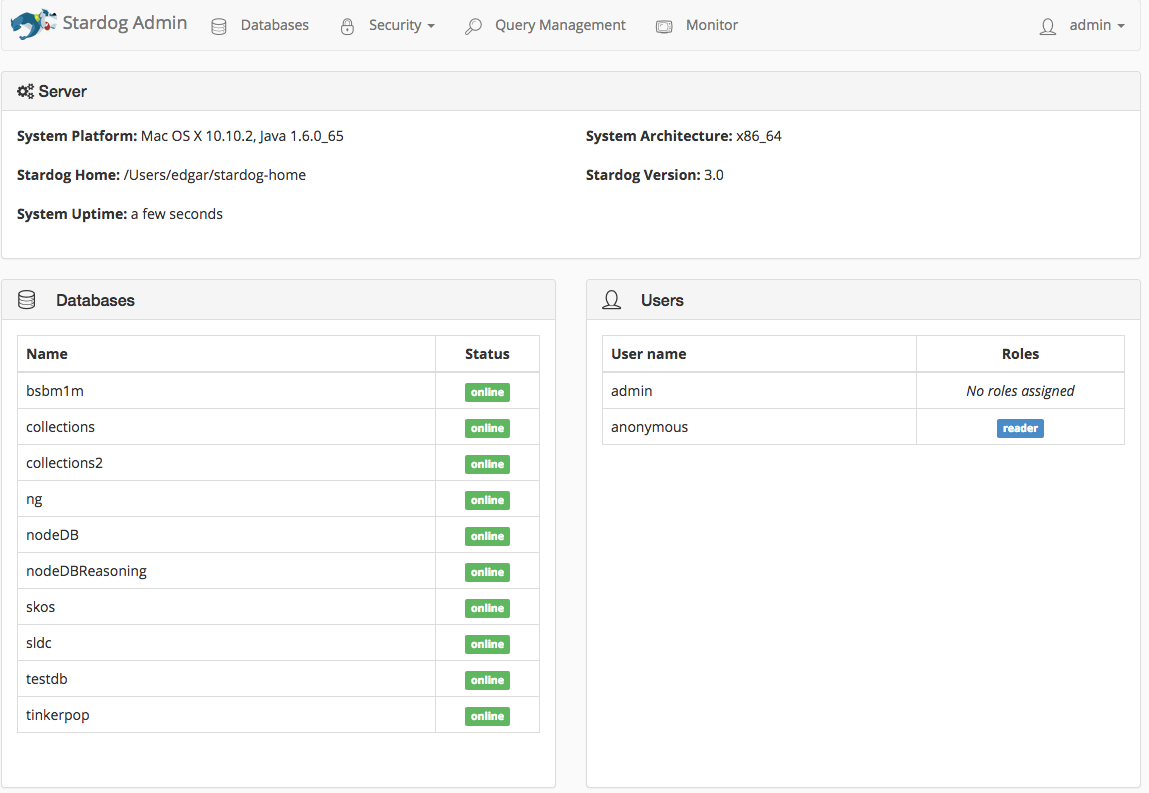 Stardog Admin Databases Security Query Management Monitor admin
Server
System Platform: Mac OS X 10.10.2, Java 1.6.0_65 System Architecture: x86_64
Stardog Home: /Users/edgar/stardog-home Stardog Version: 3.0
System Uptime: a few seconds
Databases
Name Status
bsbm1m online
collections online
collections2 online
ng online
nodeDB online
nodeDBReasoning online
skos online
sldc online
testdb online
tinkerpop online
Users
User name Roles
admin No roles assigned
anonymous reader